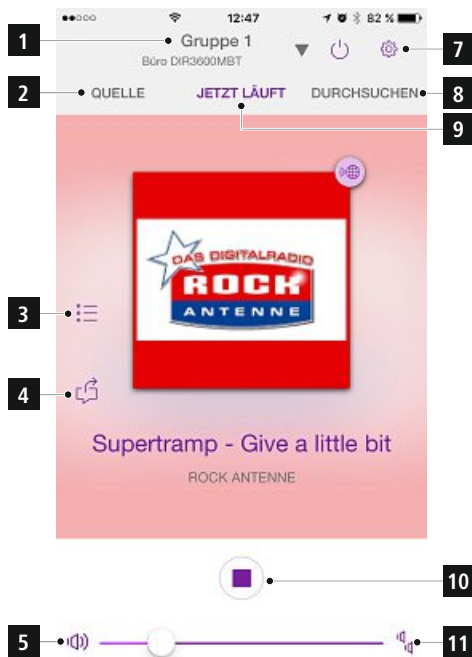 12:47
82 %
1
Gruppe 1
Büro DIR3600MBT
7
2
QUELLE
JETZT LÄUFT
DURCHSUCHEN
8
9
DAS DIGITALRADIO
ROCK
ANTENNE
3
4
Supertramp - Give a little bit
ROCK ANTENNE
10
5
11